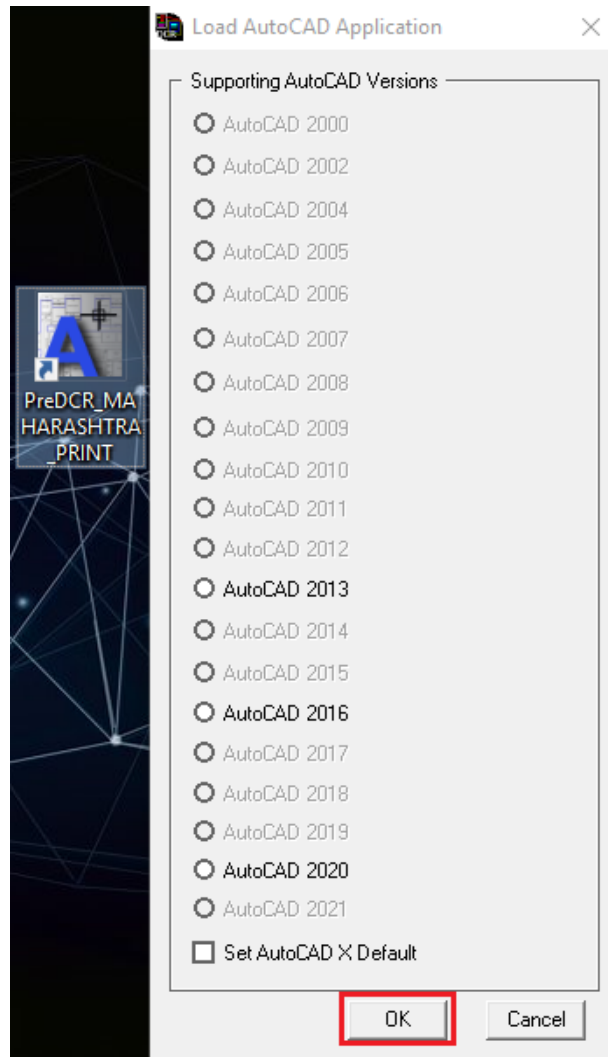 Load AutoCAD Application
Supporting AutoCAD Versions
AutoCAD 2000
AutoCAD 2002
AutoCAD 2004
AutoCAD 2005
AutoCAD 2006
AutoCAD 2007
AutoCAD 2008
AutoCAD 2009
AutoCAD 2010
AutoCAD 2011
AutoCAD 2012
AutoCAD 2013
AutoCAD 2014
AutoCAD 2015
AutoCAD 2016
AutoCAD 2017
AutoCAD 2018
AutoCAD 2019
AutoCAD 2020
AutoCAD 2021
Set AutoCAD X Default
OK Cancel
A
PreDCR_MA
HARASHTRA
_PRINT